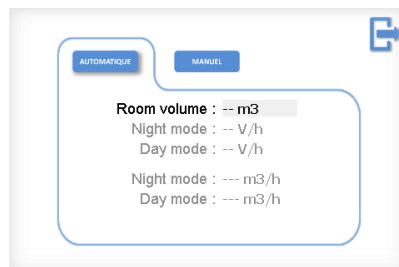 AUTOMATIQUE
MANUEL
Room volume : -- m3
Night mode : -- V/h
Day mode : -- V/h
Night mode : --- m3/h
Day mode : --- m3/h